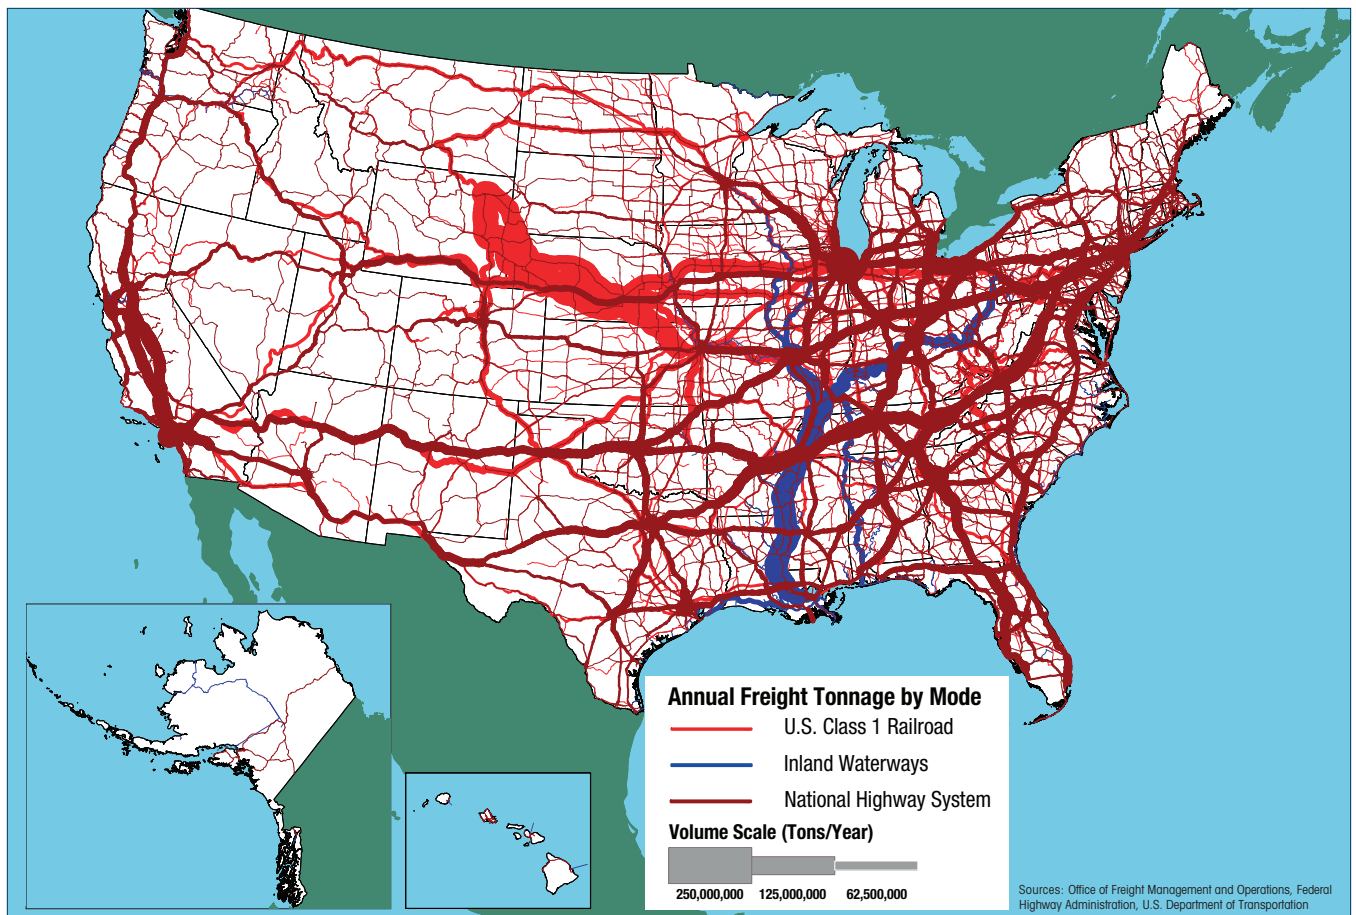 Annual Freight Tonnage by Mode
U.S. Class 1 Railroad
Inland Waterways
National Highway System
Volume Scale (Tons/Year)
250,000,000 125,000,000 62,500,000
Sources: Office of Freight Management and Operations, Federal
Highway Administration, U.S. Department of Transportation